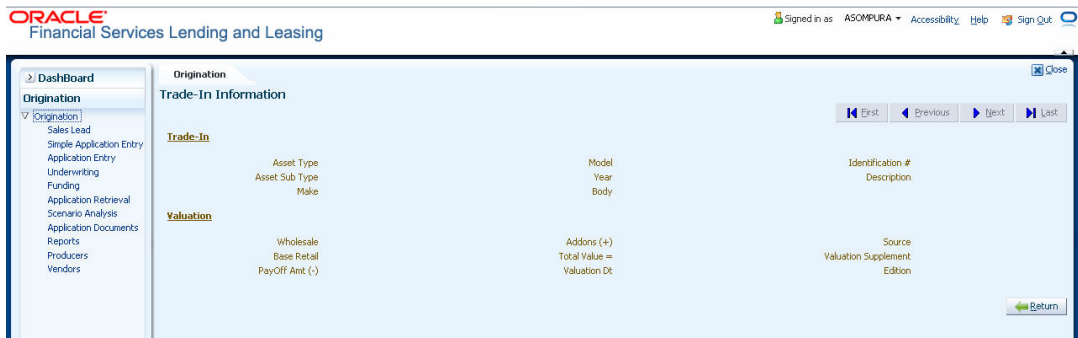 ORACLE
Financial Services Lending and Leasing
Signed in as ASOMPURA Accessibility Help Sign Out
DashBoard
Origination
Origination
Sales Lead
Simple Application Entry
Application Entry
Underwriting
Funding
Application Retrieval
Scenario Analysis
Application Documents
Reports
Producers
Vendors
Origination
Close
Trade-In Information
First Previous Next Last
Trade-In
Asset Type Model Identification #
Asset Sub Type Year Description
Make Body
Valuation
Wholesale Addons (+) Source
Base Retail Total Value = Valuation Supplement
PayOff Amt (-) Valuation Dt Edition
Return